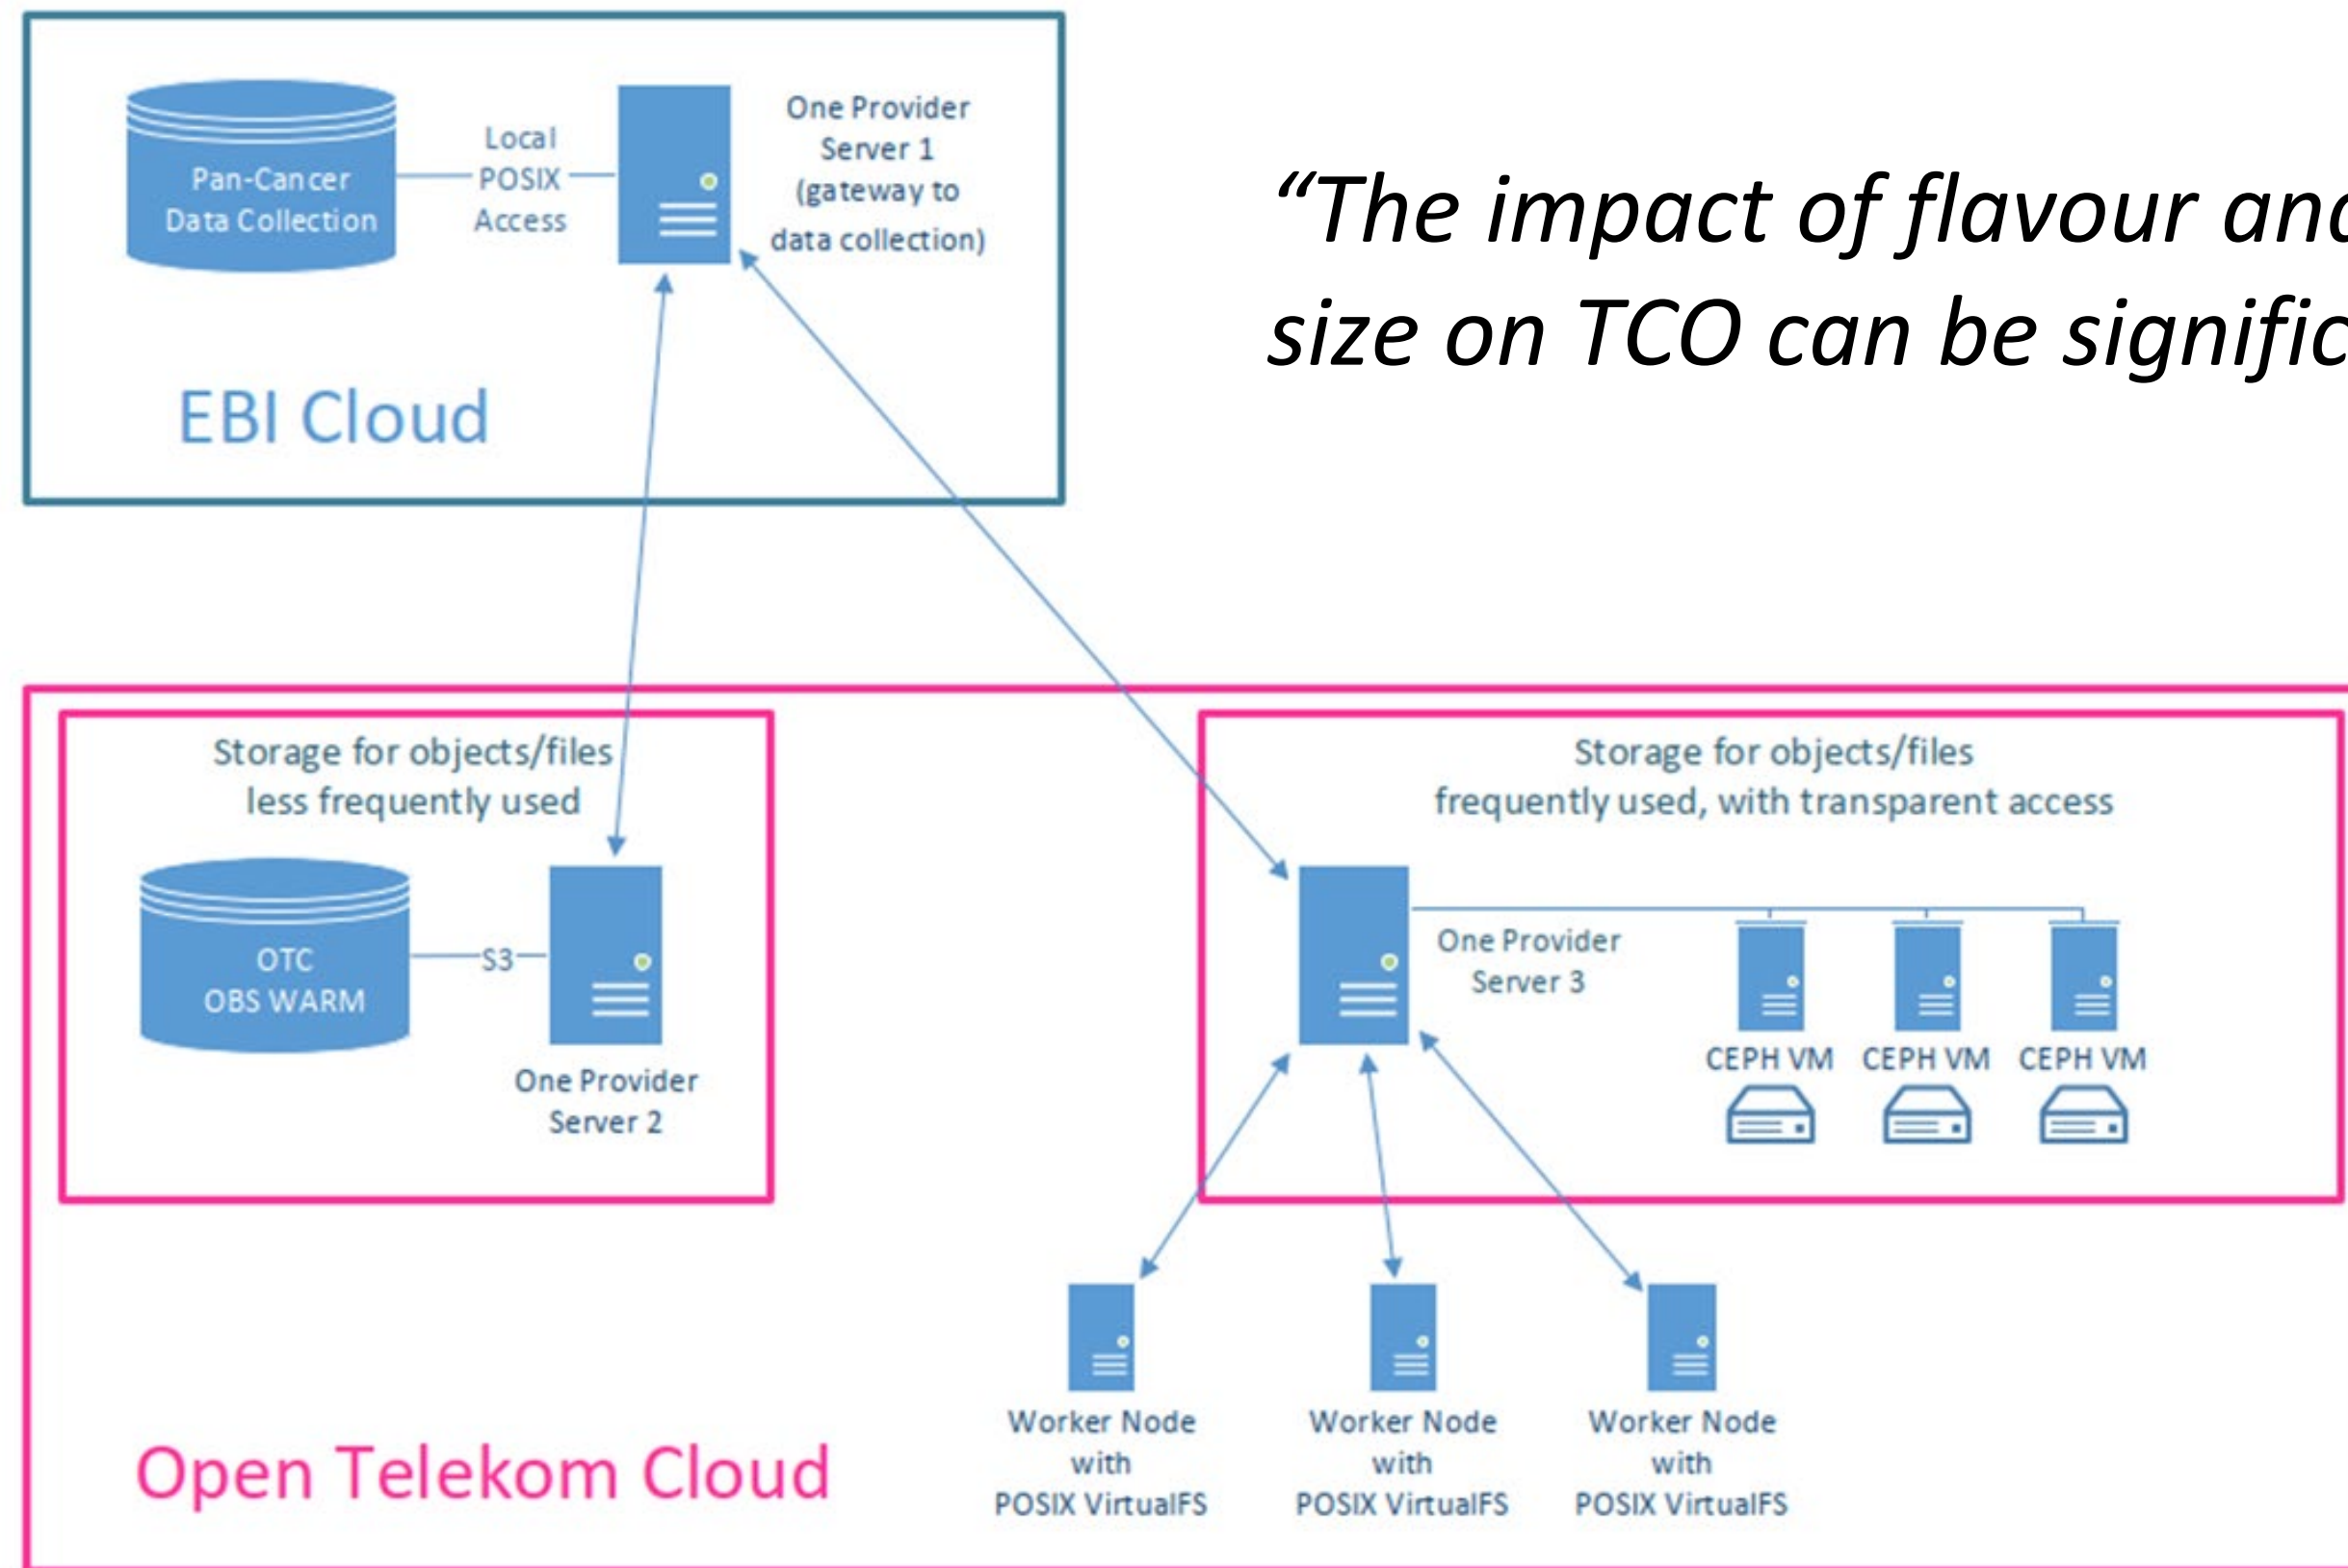 Pan-Cancer
Data Collection
Local
POSIX
Access
One Provider
Server 1
(gateway to
data collection)
EBI Cloud
“The impact of flavour and
size on TCO can be
Storage for objects/files
less frequently used
OTC
OBS WARM
S3
One Provider
Server 2
Storage for objects/files
frequently used, with transparent access
One Provider
Server 3
CEPH VM
CEPH VM
CEPH VM
Worker Node
with
POSIX VirtualFS
Worker Node
with
POSIX VirtualFS
Worker Node
with
POSIX VirtualFS
Open Telekom Cloud